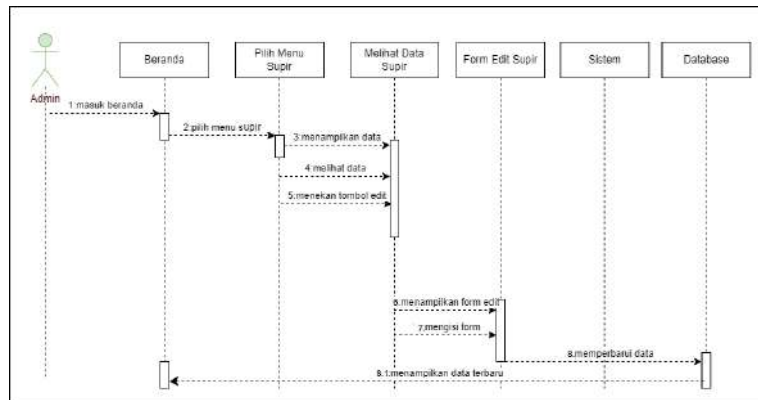 Beranda
Pilih Menu
Supir
Melihat Data
Supir
Form Edit Supir
Sistem
Database
Admin
1:masuk beranda
2:pilih menu supir
3:menampilkan data
4:melihat data
5:menekan tombol edit
6:menampilkan form edit
7:mengisi form
8:memperbarui data
8.1:menampilkan data terbaru